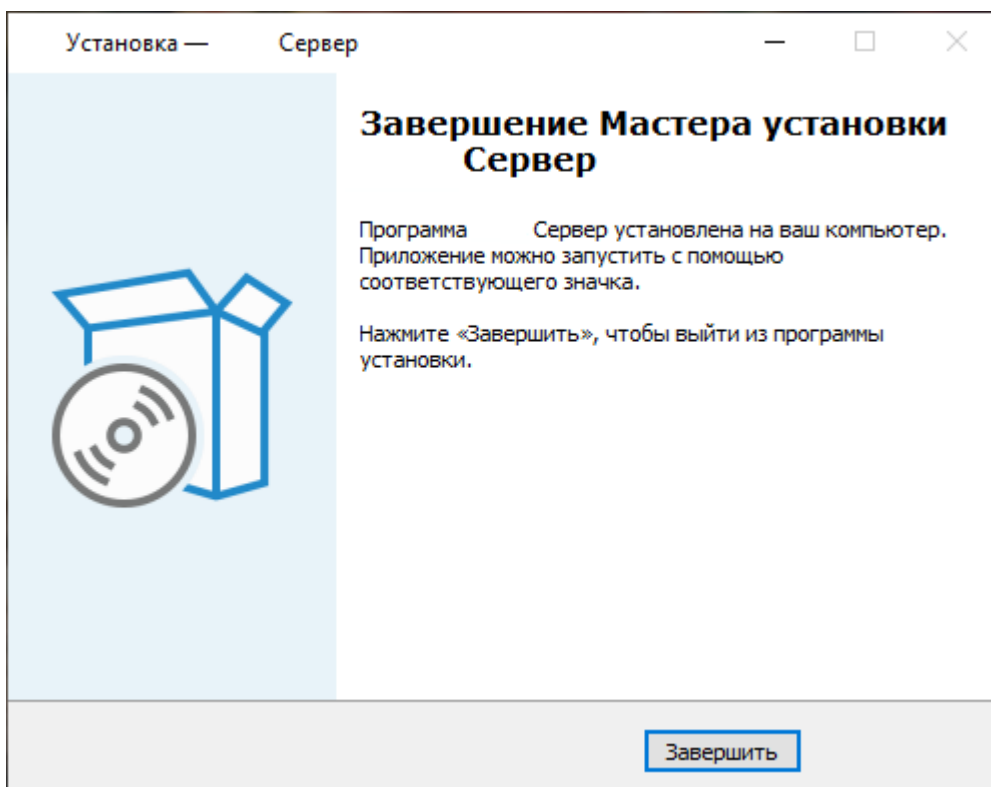 Установка — Сервер
Завершение Мастера установки
Сервер
Программа Сервер установлена на ваш компьютер.
Приложение можно запустить с помощью
соответствующего значка.
Нажмите «Завершить», чтобы выйти из программы
установки.
Завершить